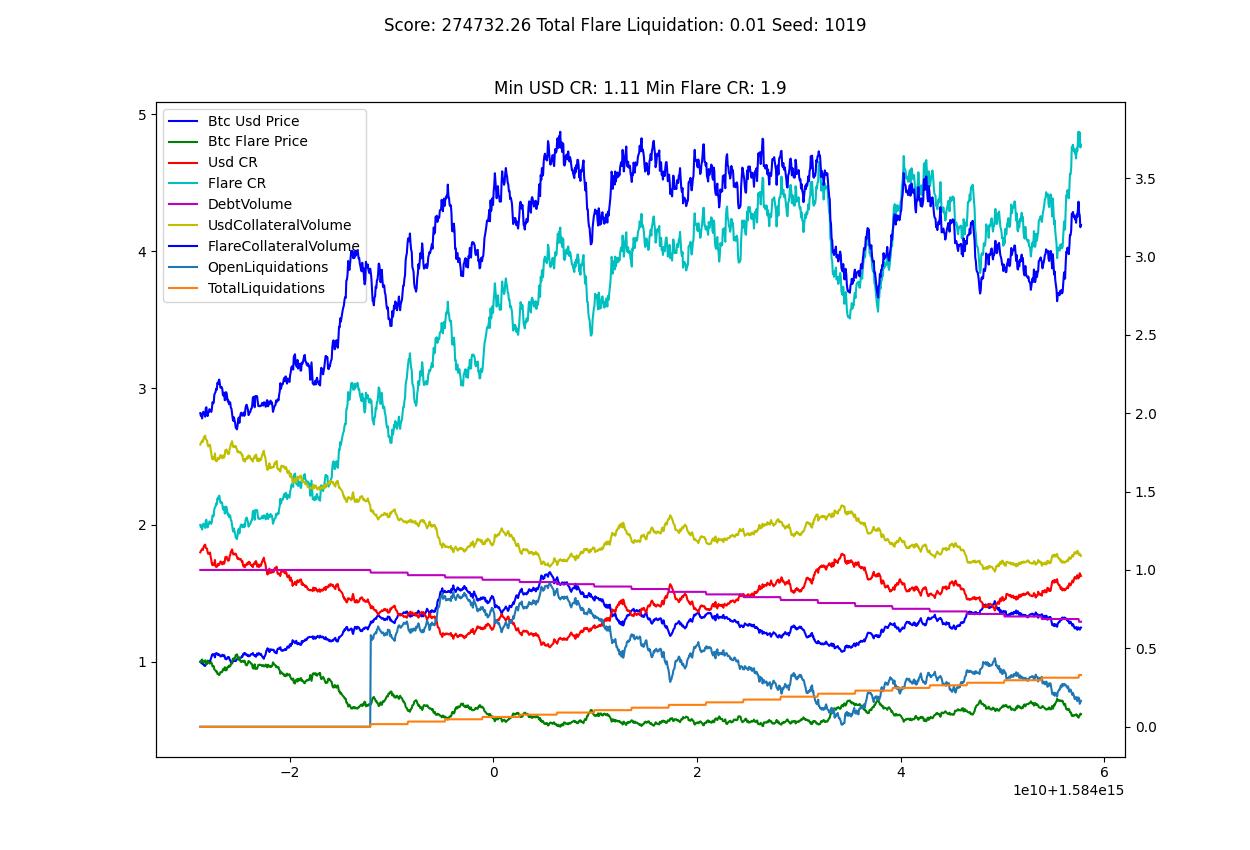 Score: 274732.26 Total Flare Liquidation: 0.01 Seed: 1019
Min USD CR: 1.11 Min Flare CR: 1.9
Btc Usd Price
Btc Flare Price
Usd CR
Flare CR
DebtVolume
UsdCollateralVolume
FlareCollateralVolume
OpenLiquidations
TotalLiquidations
5
4
3
2
1
3.5
3.0
2.5
2.0
1.5
1.0
0.5
0.0
−2 0 2 4 6
1e10+1.584e15